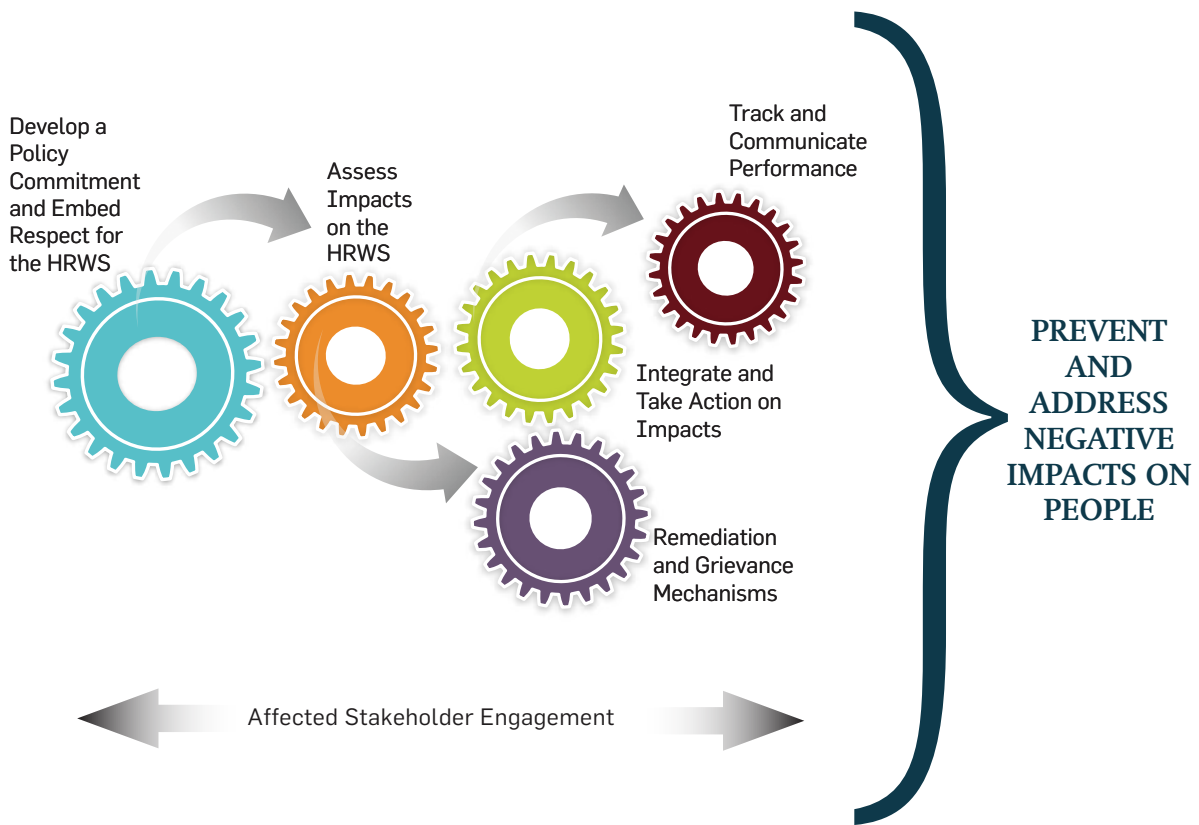 Develop a
Policy
Commitment
and Embed
Respect for
the HRWS
Assess
Impacts
on the
HRWS
Track and
Communicate
Performance
Integrate and
Take Action on
Impacts
Remediation
and Grievance
Mechanisms
Affected Stakeholder Engagement
PREVENT
AND
ADDRESS
NEGATIVE
IMPACTS ON
PEOPLE